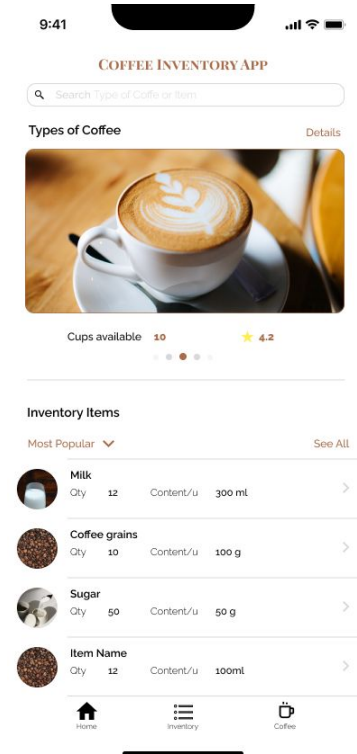 9:41
COFFEE INVENTORY APP
Search Type of Coffe or Item
Types of Coffee
Details
Cups available 10 4.2
Inventory Items
Most Popular
See All
Milk
Qty 12 Content/u 300 ml
Coffee grains
Qty 10 Content/u 100 g
Sugar
Qty 50 Content/u 50 g
Item Name
Qty 12 Content/u 100ml
Home Inventory Coffee